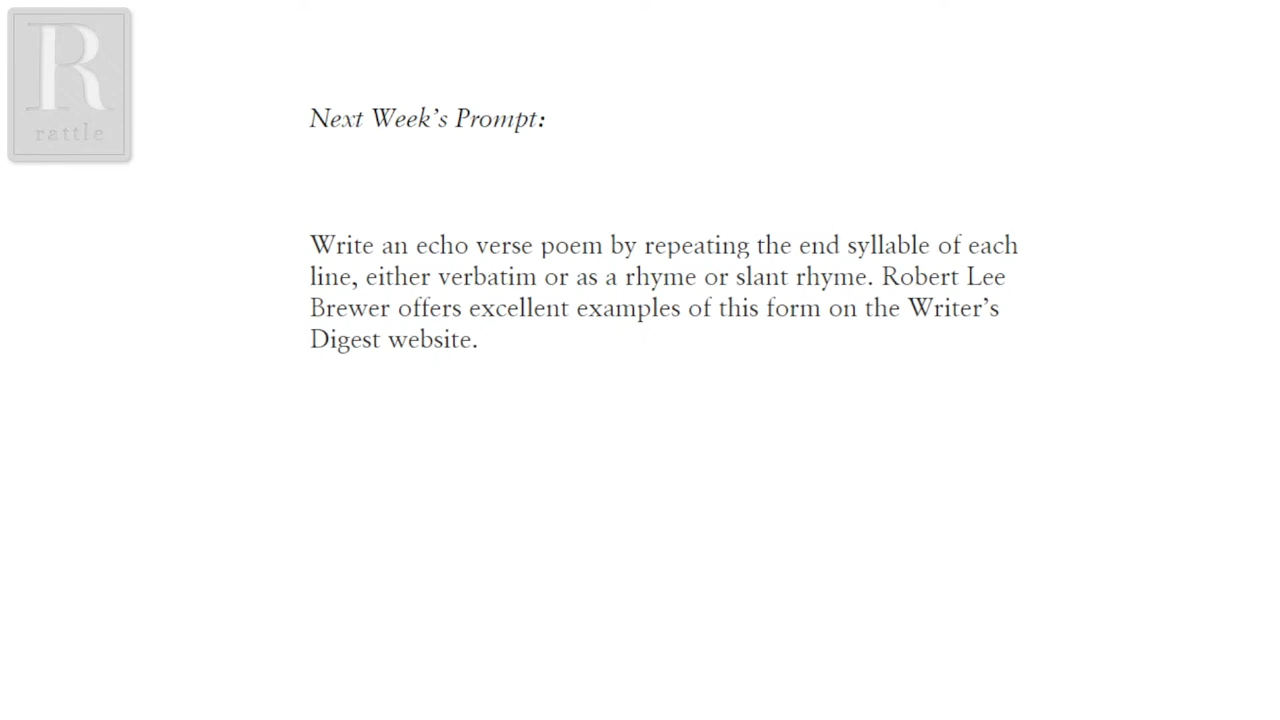 R
rattle
Next Week's Prompt:
Write an echo verse poem by repeating the end syllable of each
line, either verbatim or as a rhyme or slant rhyme. Robert Lee
Brewer offers excellent examples of this form on the Writer's
Digest website.